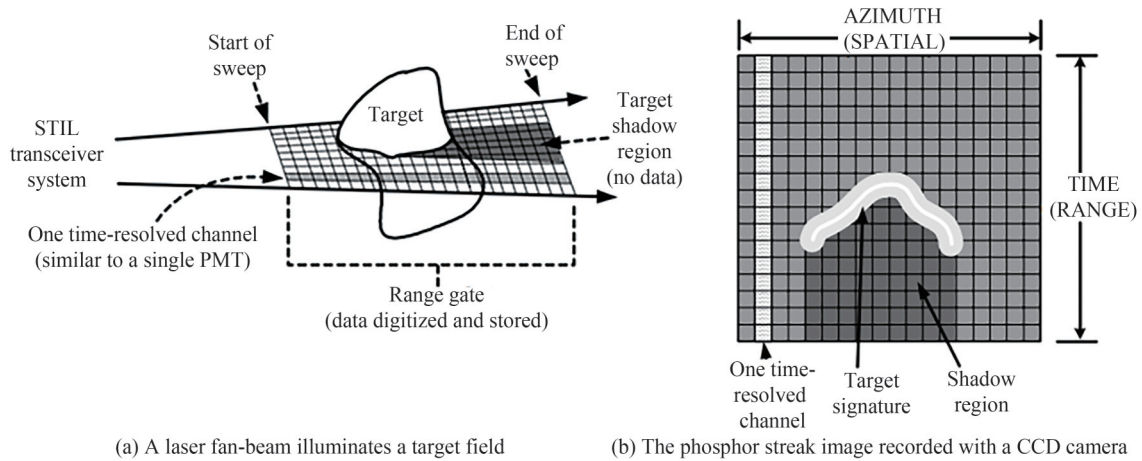 Start of
sweep
End of
sweep
Target
STIL
transceiver
system
Target
shadow
region
(no data)
One time-resolved channel
(similar to a single PMT)
Range gate
(data digitized and stored)
(a) A laser fan-beam illuminates a target field
AZIMUTH
(SPATIAL)
TIME
(RANGE)
One time-
resolved
channel
Target
signature
Shadow
region
(b) The phosphor streak image recorded with a CCD camera